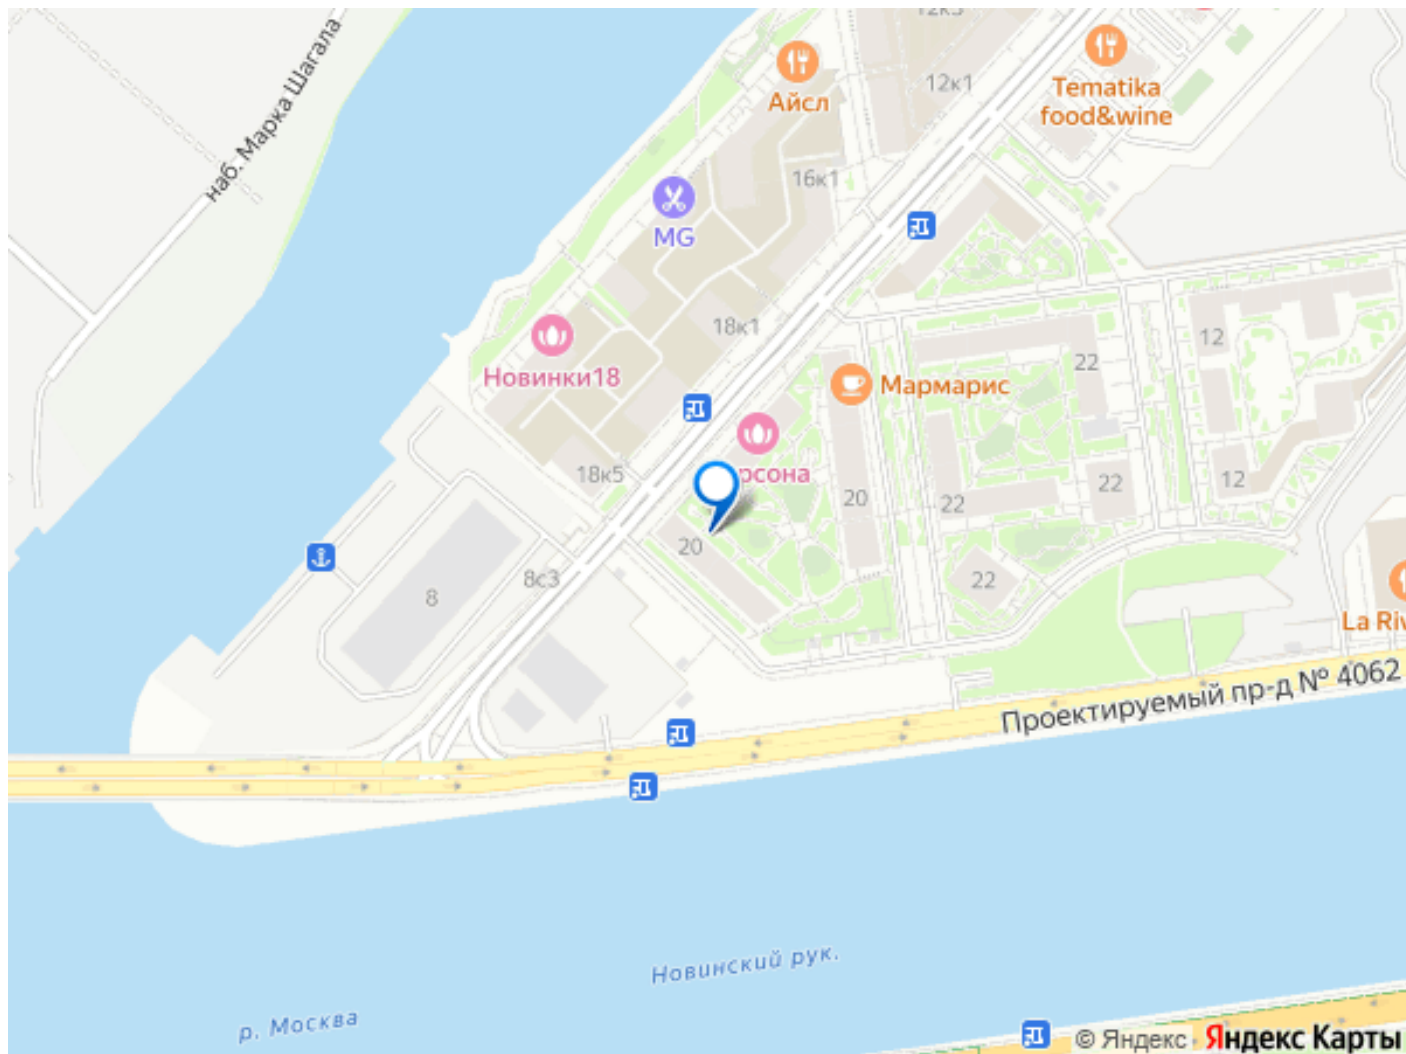 12к3
наб. Марка Шагала
Айсл
12к1
Tematika
food&wine
16к1
MG
18к1
Новинки18
Мармарис
22
12
18к5
рсона
20
22
22
12
20
8с3
8
22
La Riv
Проектируемый пр-д № 4062
Новинский рук.
р. Москва
© Яндекс Яндекс Карты